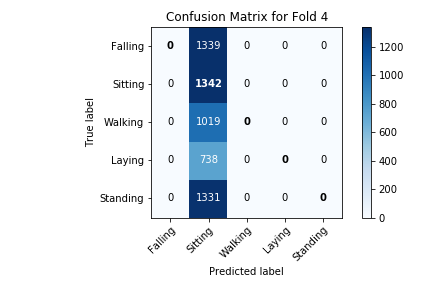 Confusion Matrix for Fold 4
Falling 0 1339 0 0 0
Sitting 0 1342 0 0 0
Walking 0 1019 0 0 0
Laying 0 738 0 0 0
Standing 0 1331 0 0 0
Falling Sitting Walking Laying Standing
Predicted label
True label
1200
1000
800
600
400
200
0